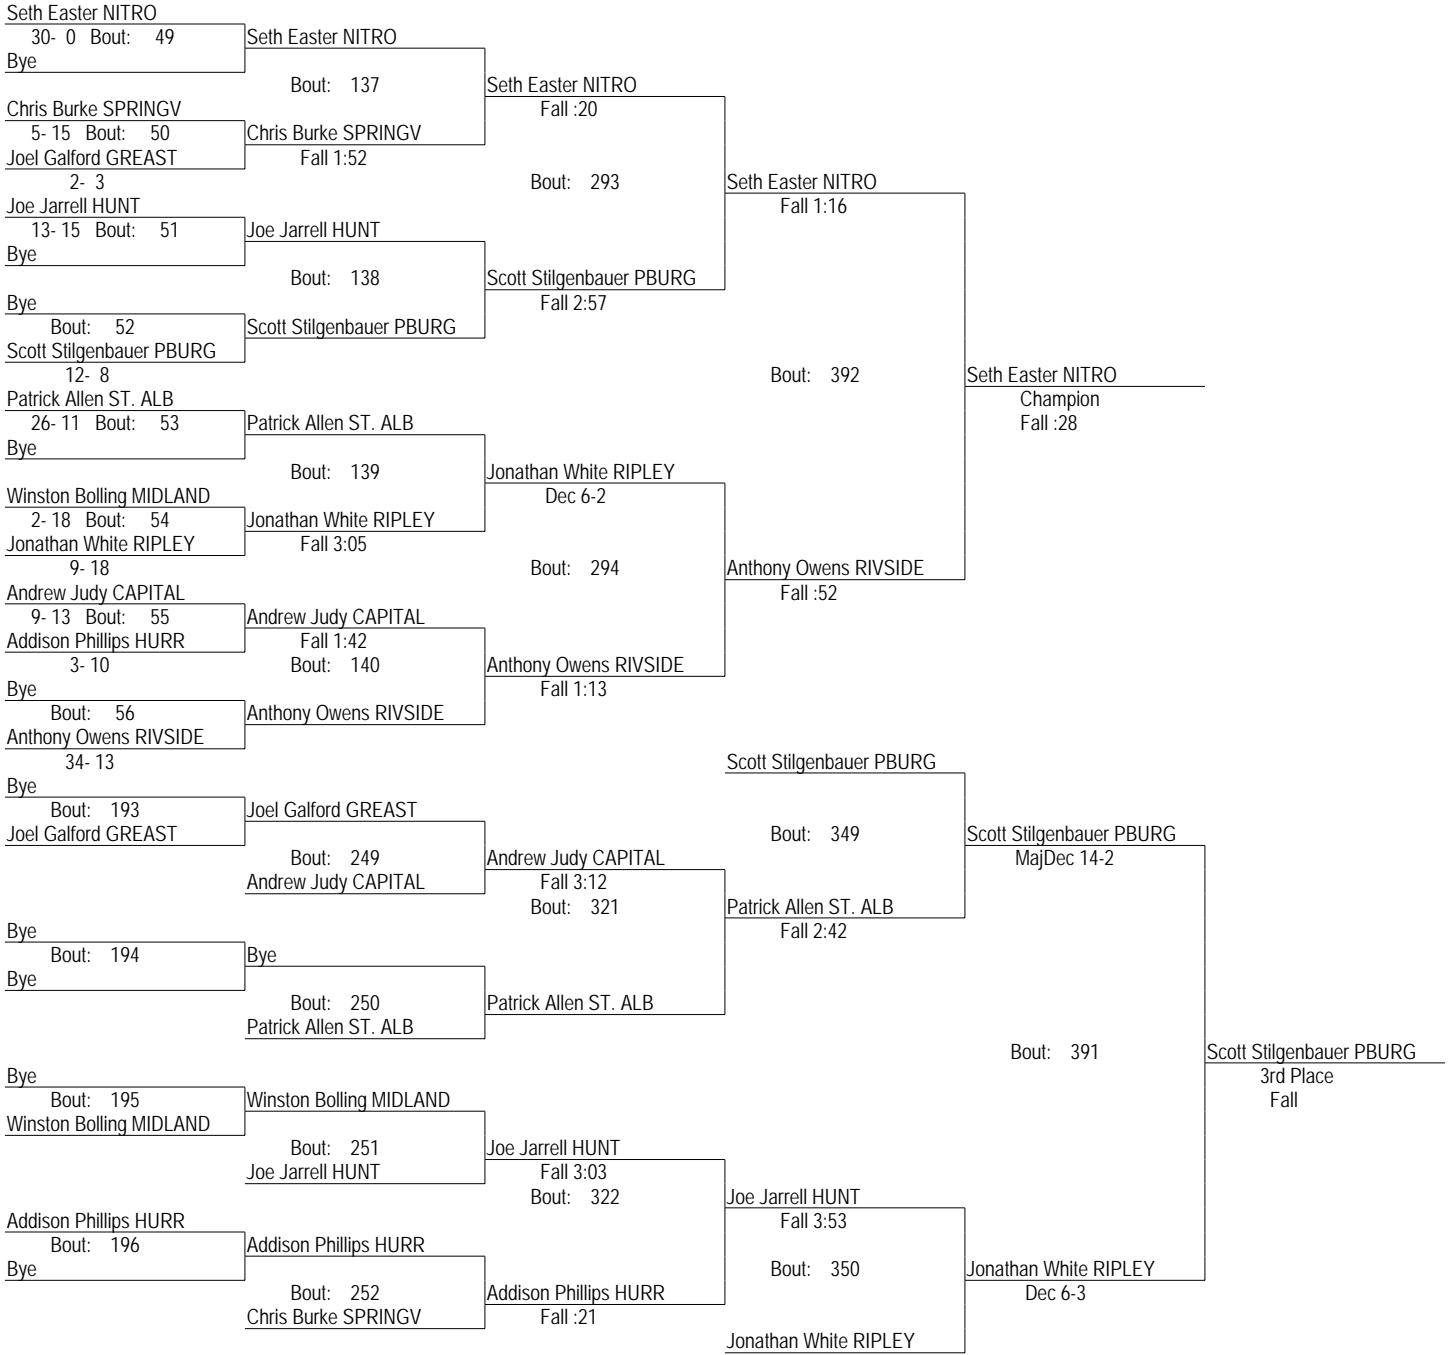 Seth Easter NITRO
30- 0 Bout: 49
Seth Easter NITRO
Bye
Bout: 137
Seth Easter NITRO
Chris Burke SPRINGV
Fall :20
5- 15 Bout: 50
Chris Burke SPRINGV
Joel Galford GREAST
Fall 1:52
2- 3
Bout: 293
Seth Easter NITRO
Joe Jarrell HUNT
Fall 1:16
13- 15 Bout: 51
Joe Jarrell HUNT
Bye
Bout: 138
Scott Stilgenbauer PBURG
Bye
Fall 2:57
Bout: 52
Scott Stilgenbauer PBURG
Scott Stilgenbauer PBURG
12- 8
Bout: 392
Seth Easter NITRO
Patrick Allen ST. ALB
Champion
26- 11 Bout: 53
Patrick Allen ST. ALB
Fall :28
Bye
Bout: 139
Jonathan White RIPLEY
Winston Bolling MIDLAND
Dec 6-2
2- 18 Bout: 54
Jonathan White RIPLEY
Jonathan White RIPLEY
Fall 3:05
9- 18
Bout: 294
Anthony Owens RIVSIDE
Andrew Judy CAPITAL
Fall :52
9- 13 Bout: 55
Andrew Judy CAPITAL
Addison Phillips HURR
Fall 1:42
3- 10
Bout: 140
Anthony Owens RIVSIDE
Bye
Fall 1:13
Bout: 56
Anthony Owens RIVSIDE
Anthony Owens RIVSIDE
34- 13
Scott Stilgenbauer PBURG
Bye
Bout: 193
Joel Galford GREAST
Joel Galford GREAST
Bout: 349
Scott Stilgenbauer PBURG
Bout: 249
Andrew Judy CAPITAL
MajDec 14-2
Andrew Judy CAPITAL
Fall 3:12
Bout: 321
Patrick Allen ST. ALB
Bye
Fall 2:42
Bout: 194
Bye
Bye
Bout: 250
Patrick Allen ST. ALB
Patrick Allen ST. ALB
Bout: 391
Scott Stilgenbauer PBURG
Bye
3rd Place
Bout: 195
Winston Bolling MIDLAND
Fall
Winston Bolling MIDLAND
Bout: 251
Joe Jarrell HUNT
Joe Jarrell HUNT
Fall 3:03
Bout: 322
Joe Jarrell HUNT
Addison Phillips HURR
Fall 3:53
Bout: 196
Addison Phillips HURR
Bye
Bout: 350
Jonathan White RIPLEY
Bout: 252
Addison Phillips HURR
Dec 6-3
Chris Burke SPRINGV
Fall :21
Jonathan White RIPLEY